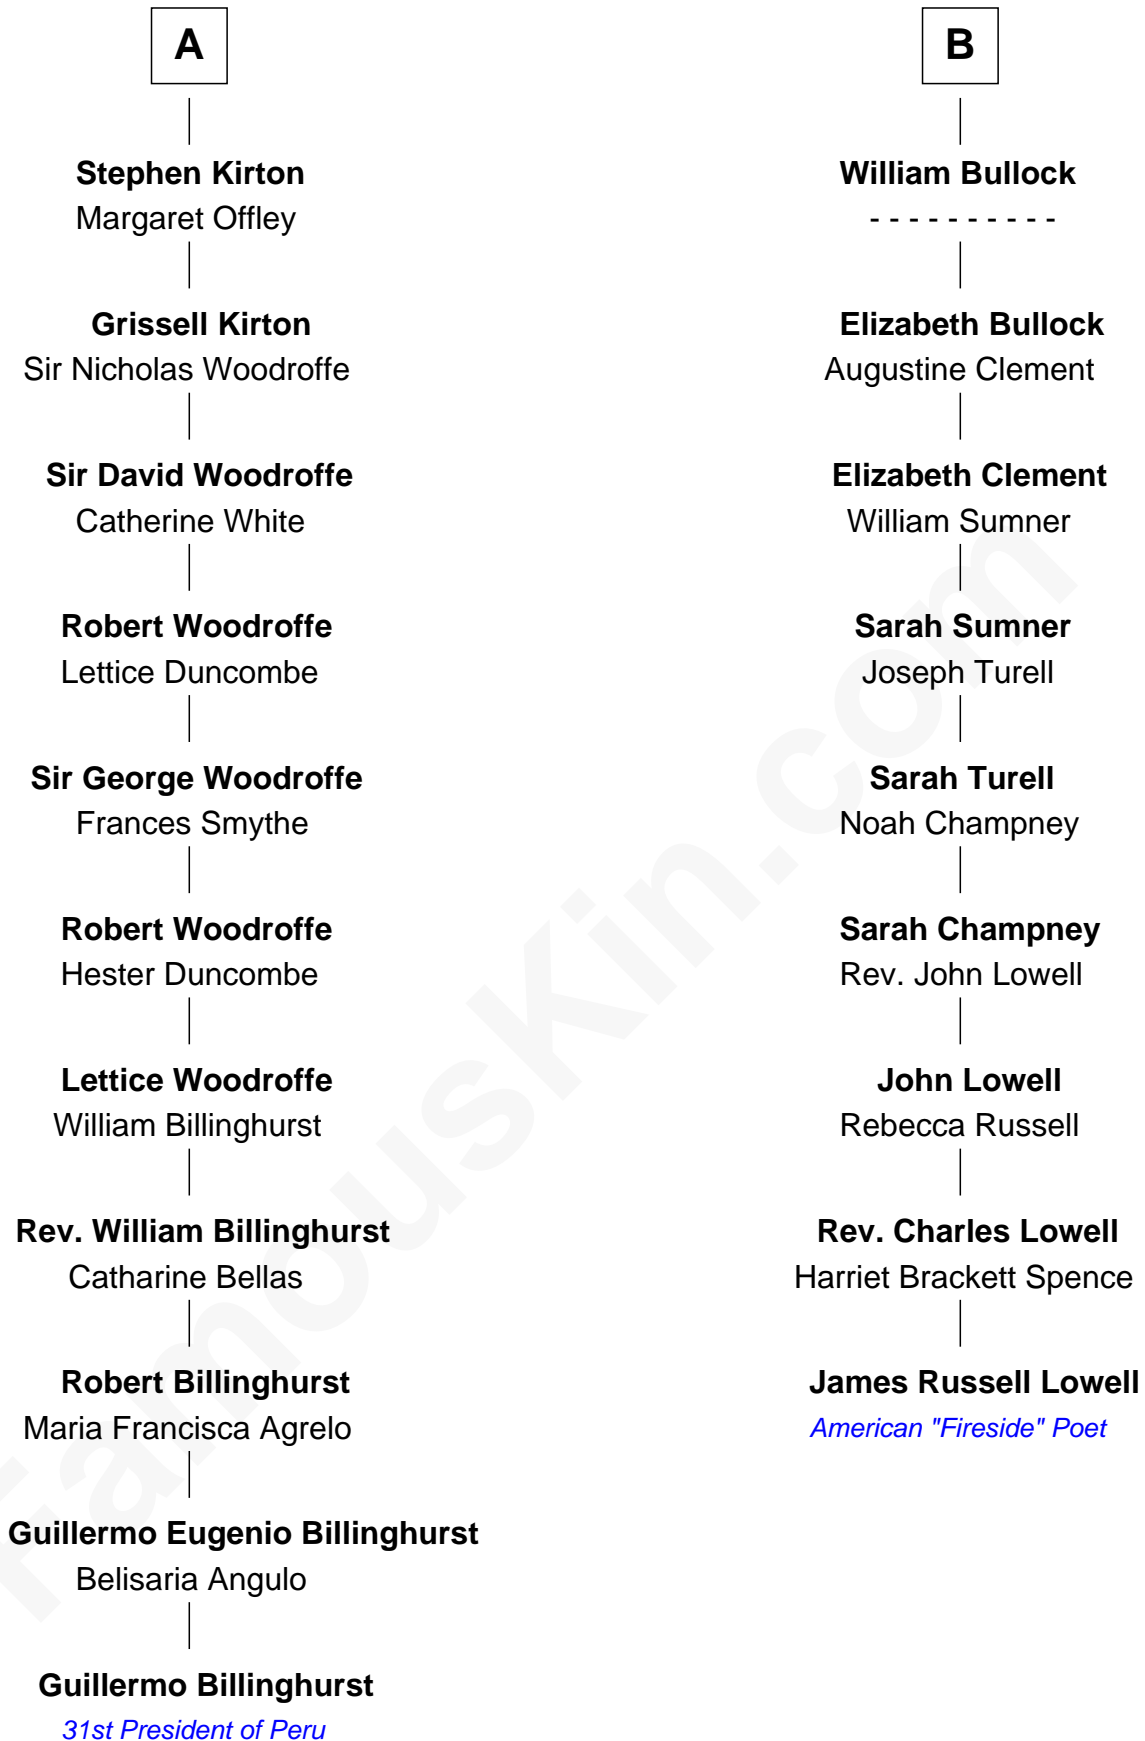 A
Stephen Kirton
Margaret Offley
Grissell Kirton
Sir Nicholas Woodroffe
Sir David Woodroffe
Catherine White
Robert Woodroffe
Lettice Duncombe
Sir George Woodroffe
Frances Smythe
Robert Woodroffe
Hester Duncombe
Lettice Woodroffe
William Billinghurst
Rev. William Billinghurst
Catharine Bellas
Robert Billinghurst
Maria Francisca Agrelo
Guillermo Eugenio Billinghurst
Belisaria Angulo
Guillermo Billinghurst
31st President of Peru
B
William Bullock
- - - - - - - - - -
Elizabeth Bullock
Augustine Clement
Elizabeth Clement
William Sumner
Sarah Sumner
Joseph Turell
Sarah Turell
Noah Champney
Sarah Champney
Rev. John Lowell
John Lowell
Rebecca Russell
Rev. Charles Lowell
Harriet Brackett Spence
James Russell Lowell
American "Fireside" Poet
FamousKin.com